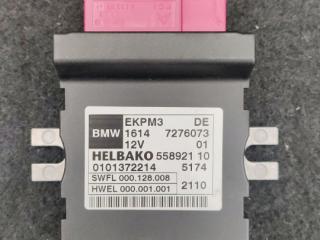 EKPM3 DE
BMW 1614 7276073
12V 01
HELBAKO 558921 10
0101372214 5174
SWFL 000.128.008
HWEL 000.001.001 2110